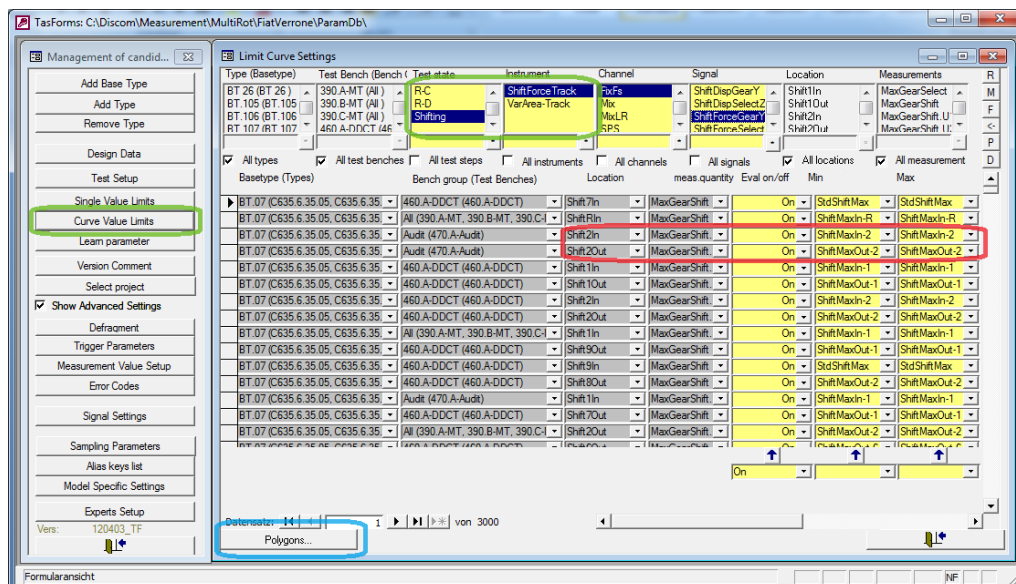 TasForms: C:\Discom\Measurement\MultiRot\FiatVerrone\ParamDb\
Management of candid...
Add Base Type
Add Type
Remove Type
Design Data
Test Setup
Single Value Limits
Curve Value Limits
Learn parameter
Version Comment
Select project
Show Advanced Settings
Defragment
Trigger Parameters
Measurement Value Setup
Error Codes
Signal Settings
Sampling Parameters
Alias keys list
Model Specific Settings
Experts Setup
Vers: 120403_TF
Limit Curve Settings
Type (Basetype) Test Bench (Bench Test state Instrument Channel Signal Location Measurements R
BT 26 (BT 26 ) 390.A-MT (All ) R-C ShiftForceTrack FixFs ShiftDispGearY Shift1In MaxGearSelect M
BT.105 (BT.105 390.B-MT (All ) R-D VarArea-Track Mix ShiftDispSelectZ Shift1Out MaxGearShift F
BT.106 (BT.106 390.C-MT (All ) Shifting MixLR ShiftForceGearY Shift2In MaxGearShift.U <-
BT 107 (BT 107 460.A-DDCT (46 SPS ShiftForceSelect Shift2Out MaxGearShift P
All types All test benches All test steps All instruments All channels All signals All locations All measurement D
Basetype (Types) Bench group (Test Benches) Location meas.quantity Eval on/off Min Max
BT.07 (C635.6.35.05, C635.6.35. 460.A-DDCT (460.A-DDCT) Shift7In MaxGearShift On StdShiftMax StdShiftMax
BT.07 (C635.6.35.05, C635.6.35. All (390.A-MT, 390.B-MT, 390.C-I ShiftRIn MaxGearShift. On ShiftMaxIn-R ShiftMaxIn-R
BT.07 (C635.6.35.05, C635.6.35. Audit (470.A-Audit) Shift2In MaxGearShift. On ShiftMaxIn-2 ShiftMaxIn-2
BT.07 (C635.6.35.05, C635.6.35. Audit (470.A-Audit) Shift2Out MaxGearShift. On ShiftMaxOut-2 ShiftMaxOut-2
BT.07 (C635.6.35.05, C635.6.35. 460.A-DDCT (460.A-DDCT) Shift1In MaxGearShift. On ShiftMaxIn-1 ShiftMaxIn-1
BT.07 (C635.6.35.05, C635.6.35. 460.A-DDCT (460.A-DDCT) Shift1Out MaxGearShift. On ShiftMaxOut-1 ShiftMaxOut-1
BT.07 (C635.6.35.05, C635.6.35. 460.A-DDCT (460.A-DDCT) Shift2In MaxGearShift. On ShiftMaxIn-2 ShiftMaxIn-2
BT.07 (C635.6.35.05, C635.6.35. 460.A-DDCT (460.A-DDCT) Shift2Out MaxGearShift. On ShiftMaxOut-2 ShiftMaxOut-2
BT.07 (C635.6.35.05, C635.6.35. All (390.A-MT, 390.B-MT, 390.C-I Shift1In MaxGearShift. On ShiftMaxIn-1 ShiftMaxIn-1
BT.07 (C635.6.35.05, C635.6.35. 460.A-DDCT (460.A-DDCT) Shift9Out MaxGearShift. On ShiftMaxOut-1 ShiftMaxOut-1
BT.07 (C635.6.35.05, C635.6.35. 460.A-DDCT (460.A-DDCT) Shift9In MaxGearShift. On StdShiftMax StdShiftMax
BT.07 (C635.6.35.05, C635.6.35. 460.A-DDCT (460.A-DDCT) Shift8Out MaxGearShift. On ShiftMaxOut-2 ShiftMaxOut-2
BT.07 (C635.6.35.05, C635.6.35. Audit (470.A-Audit) Shift1In MaxGearShift. On ShiftMaxIn-1 ShiftMaxIn-1
BT.07 (C635.6.35.05, C635.6.35. 460.A-DDCT (460.A-DDCT) Shift7Out MaxGearShift. On ShiftMaxOut-1 ShiftMaxOut-1
BT.07 (C635.6.35.05, C635.6.35. All (390.A-MT, 390.B-MT, 390.C-I Shift2Out MaxGearShift. On ShiftMaxOut-2 ShiftMaxOut-2
On
Datensatz: 1 von 3000
Polygons...
Formularansicht NF